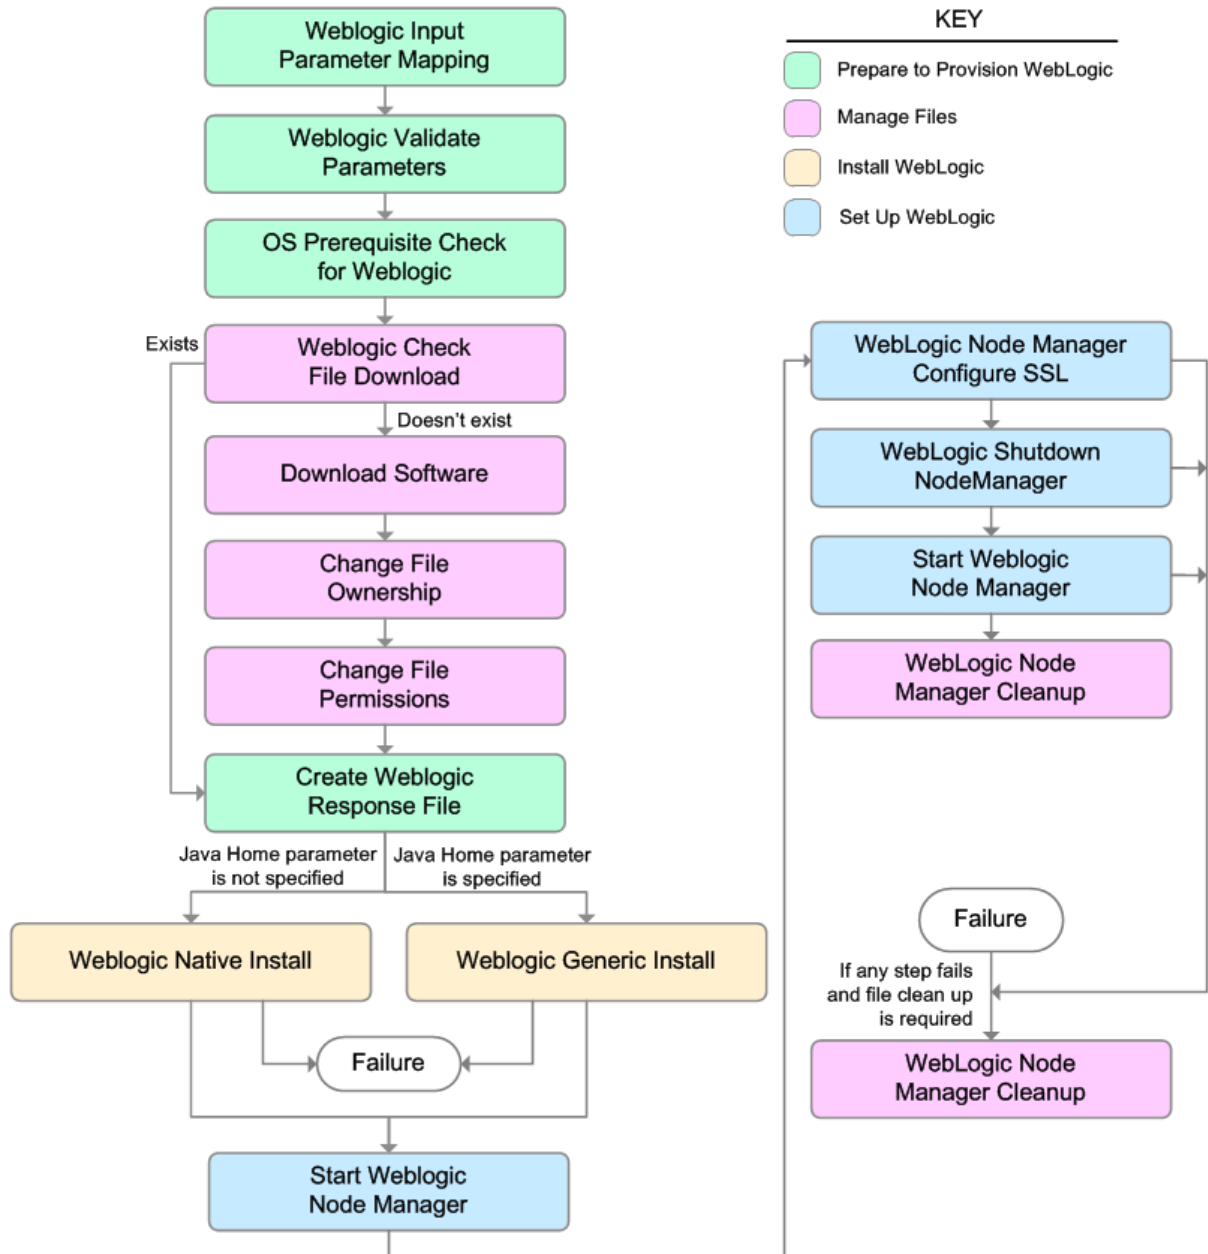 Weblogic Input
Parameter Mapping
Weblogic Validate
Parameters
OS Prerequisite Check
for Weblogic
Exists
Weblogic Check
File Download
Doesn't exist
Download Software
Change File
Ownership
Change File
Permissions
Create Weblogic
Response File
Java Home parameter
is not specified
Java Home parameter
is specified
Weblogic Native Install
Weblogic Generic Install
Failure
Start Weblogic
Node Manager
KEY
Prepare to Provision WebLogic
Manage Files
Install WebLogic
Set Up WebLogic
WebLogic Node Manager
Configure SSL
WebLogic Shutdown
NodeManager
Start Weblogic
Node Manager
WebLogic Node
Manager Cleanup
Failure
If any step fails
and file clean up
is required
WebLogic Node
Manager Cleanup